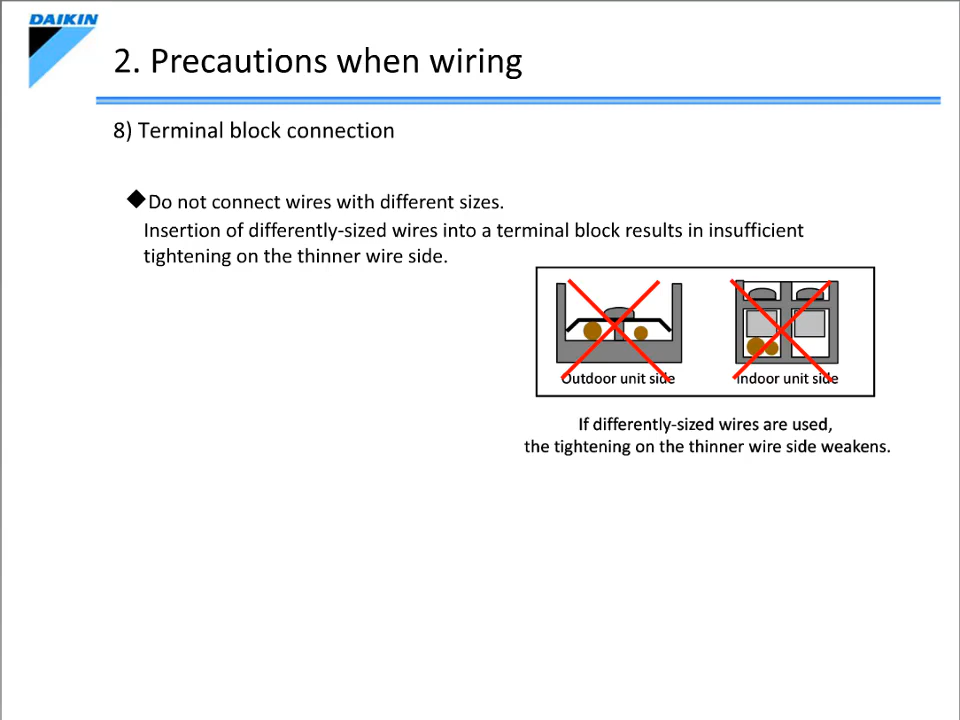 DAIKIN
2. Precautions when wiring
8) Terminal block connection
◆Do not connect wires with different sizes.
Insertion of differently-sized wires into a terminal block results in insufficient
tightening on the thinner wire side.
Outdoor unit side
Indoor unit side
If differently-sized wires are used,
the tightening on the thinner wire side weakens.